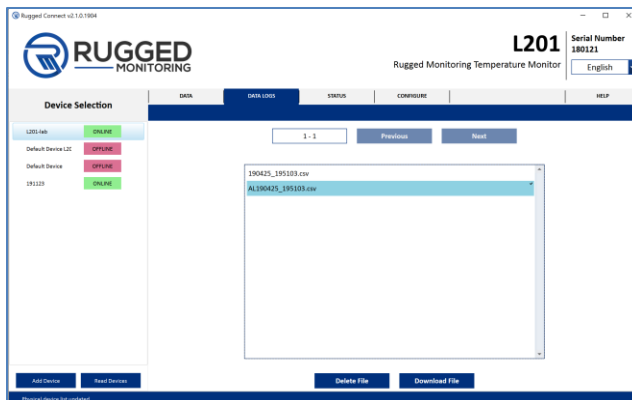 Rugged Connect v2.1.0.1904
RUGGED
MONITORING
L201
Rugged Monitoring Temperature Monitor
Serial Number
180121
English
Device Selection
DATA
DATA LOGS
STATUS
CONFIGURE
HELP
L201-lab ONLINE
Default Device L2C OFFLINE
Default Device OFFLINE
191123 ONLINE
1 - 1
Previous
Next
190425_195103.csv
AL190425_195103.csv
Add Device
Read Devices
Delete File
Download File
Physical device list updated